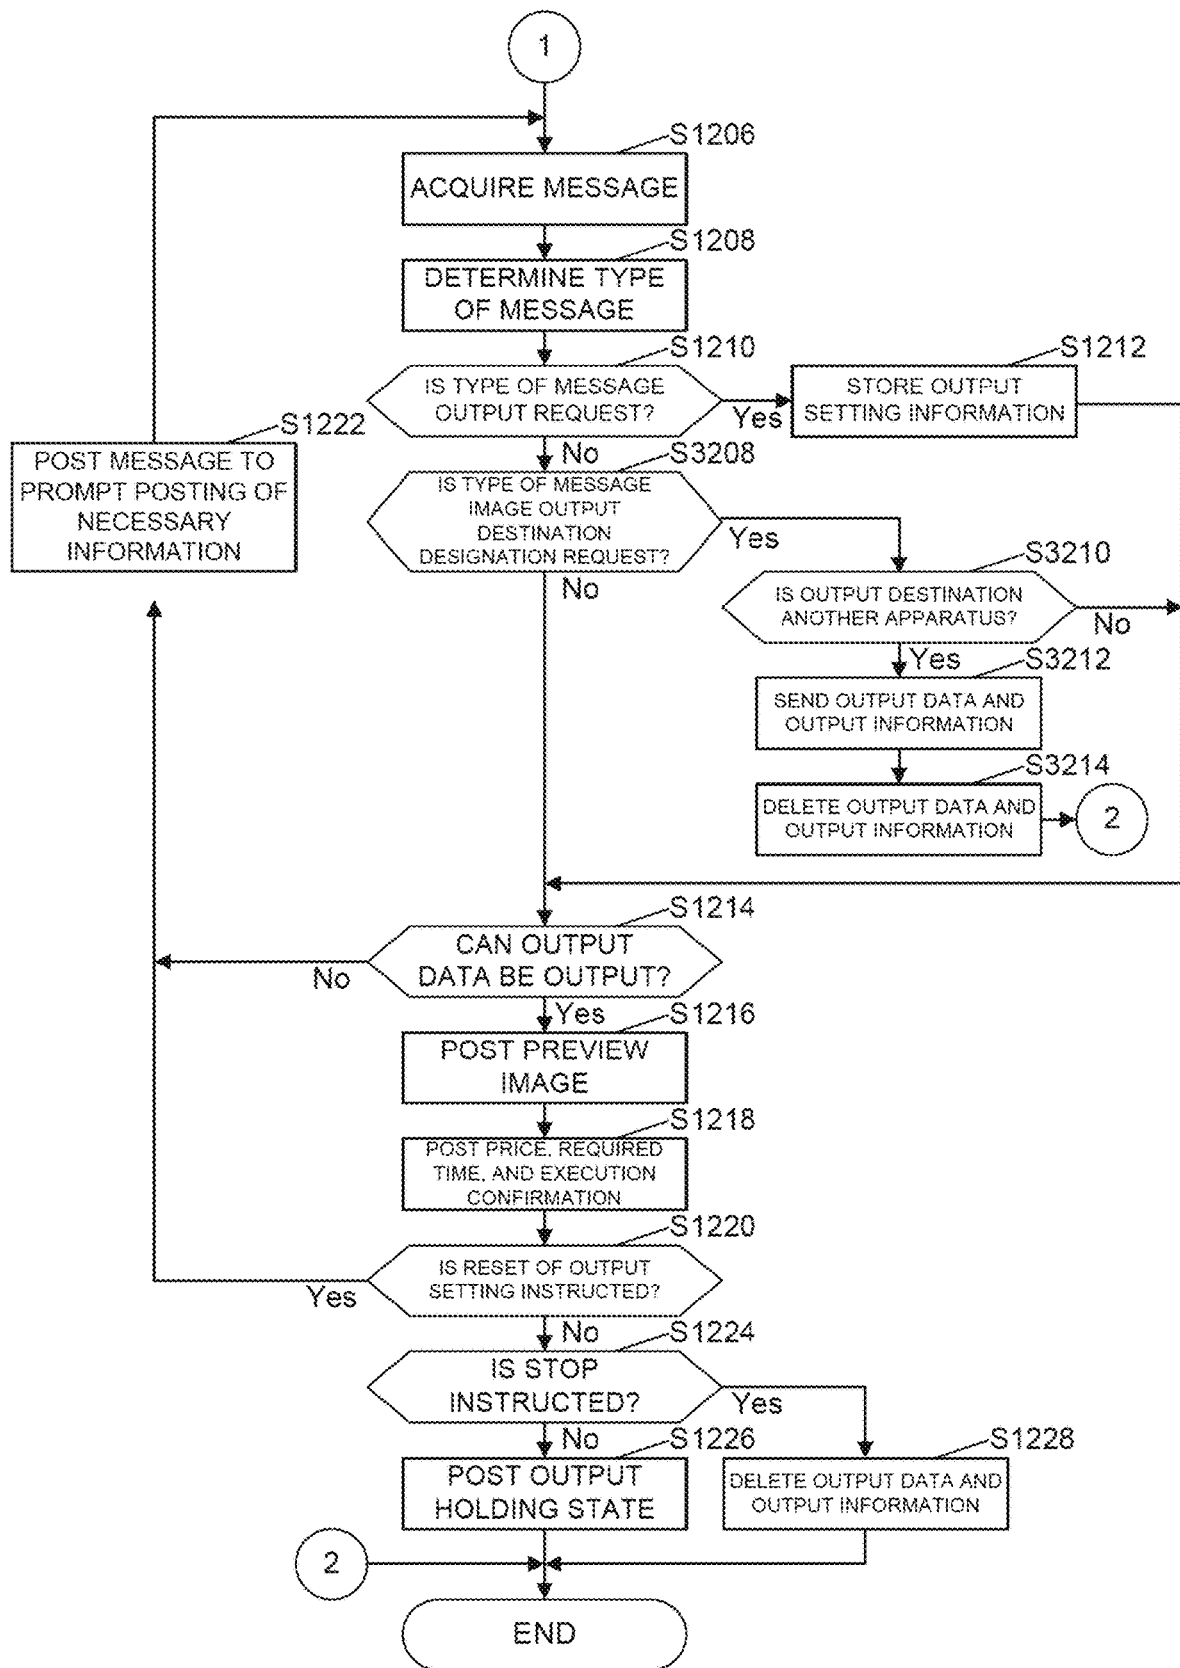 1
S1206
ACQUIRE MESSAGE
S1208
DETERMINE TYPE
OF MESSAGE
S1210
IS TYPE OF MESSAGE
OUTPUT REQUEST?
Yes
No
S1212
STORE OUTPUT
SETTING INFORMATION
S1222
POST MESSAGE TO
PROMPT POSTING OF
NECESSARY
INFORMATION
S3208
IS TYPE OF MESSAGE
IMAGE OUTPUT
DESTINATION
DESIGNATION REQUEST?
Yes
No
S3210
IS OUTPUT DESTINATION
ANOTHER APPARATUS?
No
Yes
S3212
SEND OUTPUT DATA AND
OUTPUT INFORMATION
S3214
DELETE OUTPUT DATA AND
OUTPUT INFORMATION
2
S1214
CAN OUTPUT
DATA BE OUTPUT?
No
Yes
S1216
POST PREVIEW
IMAGE
S1218
POST PRICE, REQUIRED
TIME, AND EXECUTION
CONFIRMATION
S1220
IS RESET OF OUTPUT
SETTING INSTRUCTED?
Yes
No
S1224
IS STOP
INSTRUCTED?
Yes
No
S1226
POST OUTPUT
HOLDING STATE
S1228
DELETE OUTPUT DATA AND
OUTPUT INFORMATION
2
END